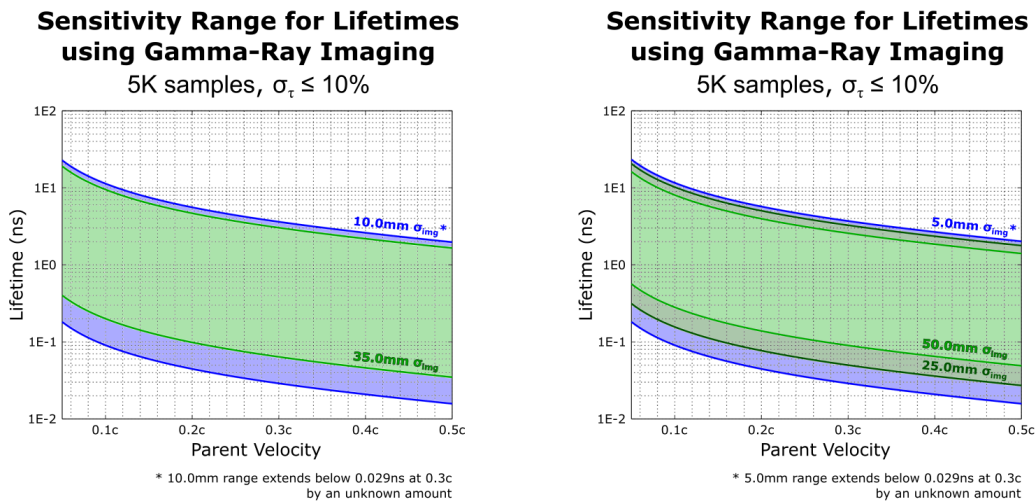 Sensitivity Range for Lifetimes
using Gamma-Ray Imaging
5K samples, στ ≤ 10%
1E2
1E1
1E0
1E-1
1E-2
Lifetime (ns)
10.0mm σimg*
35.0mm σimg
0.1c 0.2c 0.3c 0.4c 0.5c
Parent Velocity
* 10.0mm range extends below 0.029ns at 0.3c
by an unknown amount
Sensitivity Range for Lifetimes
using Gamma-Ray Imaging
5K samples, στ ≤ 10%
1E2
1E1
1E0
1E-1
1E-2
Lifetime (ns)
5.0mm σimg*
50.0mm σimg
25.0mm σimg
0.1c 0.2c 0.3c 0.4c 0.5c
Parent Velocity
* 5.0mm range extends below 0.029ns at 0.3c
by an unknown amount